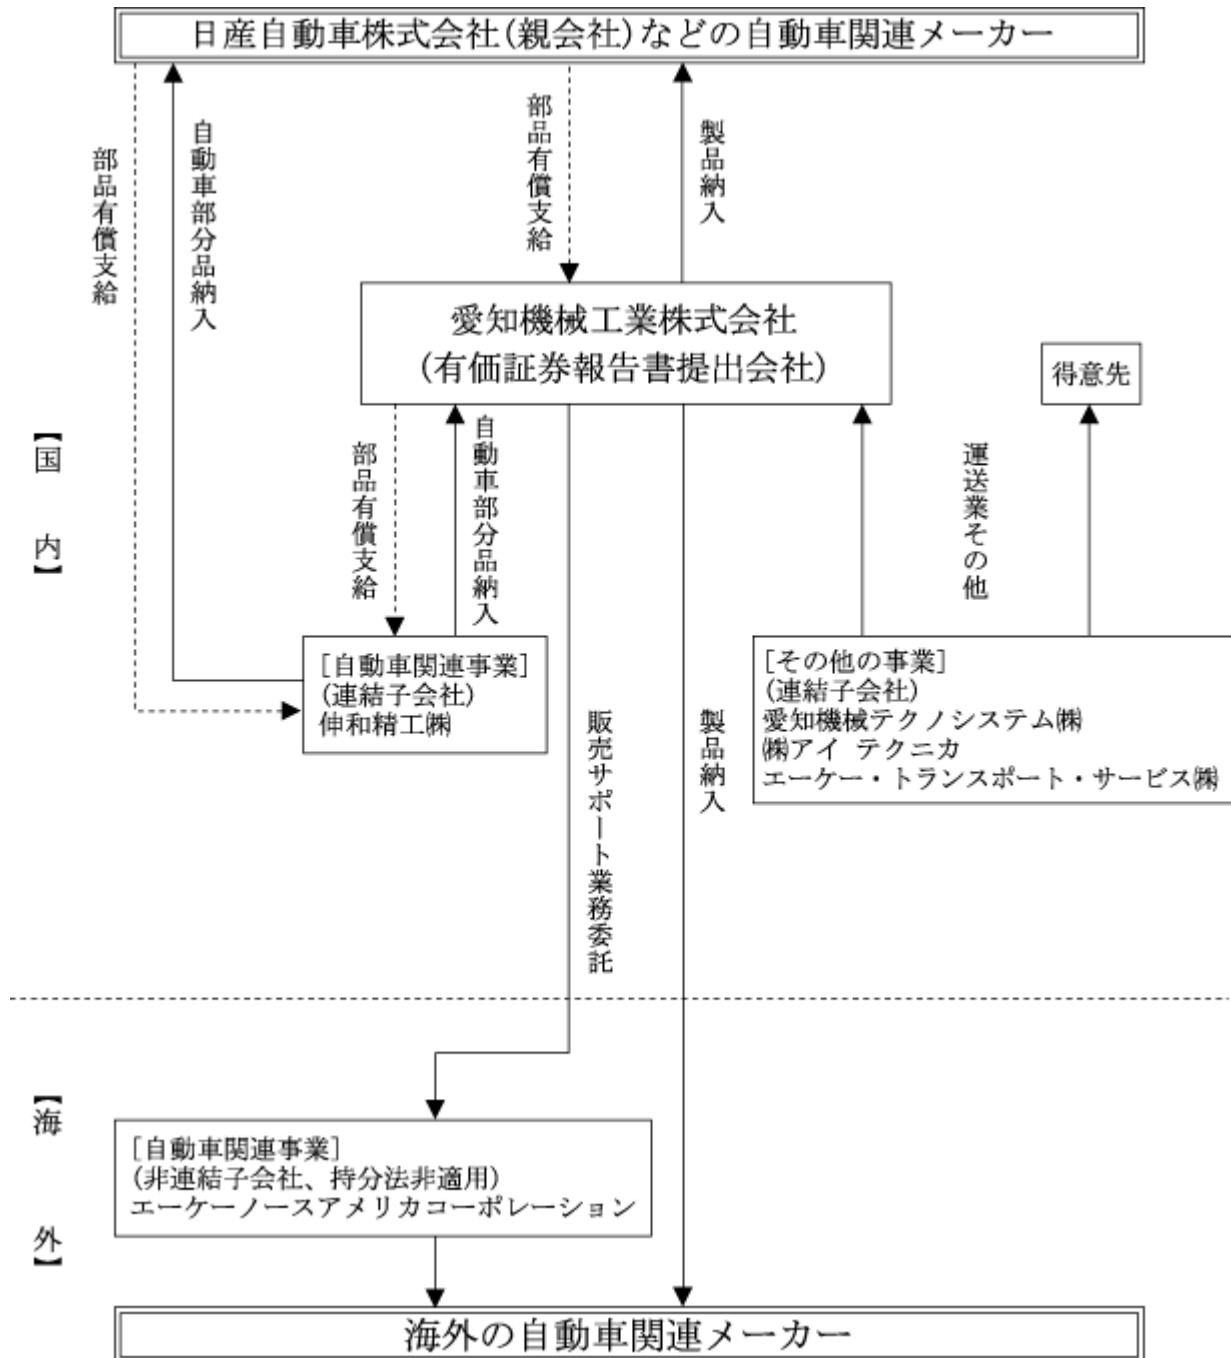 日産自動車株式会社(親会社)などの自動車関連メーカー
部品有償支給
自動車部分品納入
部品有償支給
製品納入
愛知機械工業株式会社
(有価証券報告書提出会社)
得意先
【国内】
部品有償支給
自動車部分品納入
運送業その他
[自動車関連事業]
(連結子会社)
伸和精工㈱
[その他の事業]
(連結子会社)
愛知機械テクノシステム㈱
㈱アイ テクニカ
エーケー・トランスポート・サービス㈱
販売サポート業務委託
製品納入
【海外】
[自動車関連事業]
(非連結子会社、持分法非適用)
エーケーノースアメリカコーポレーション
海外の自動車関連メーカー